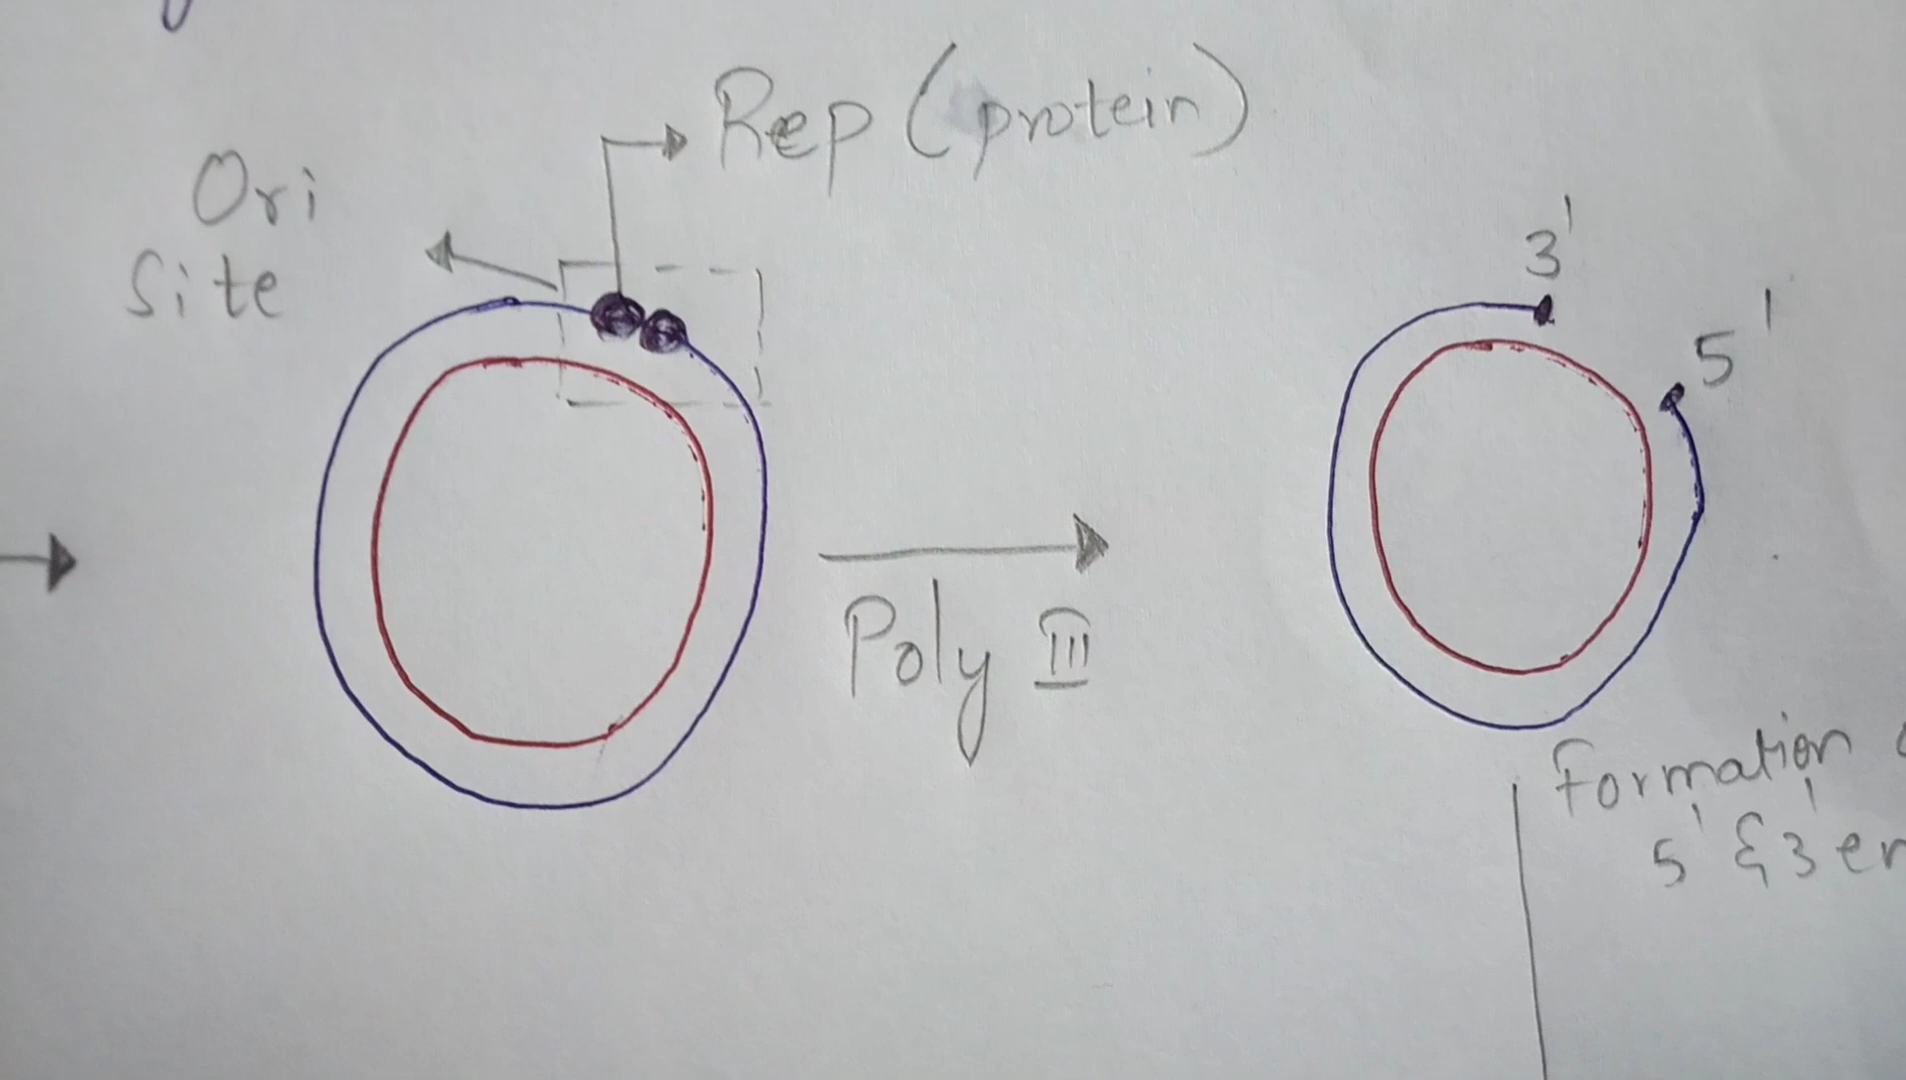 Rep (protein)
Ori
Site
3'
5'
Poly III
Formation
5' & 3'